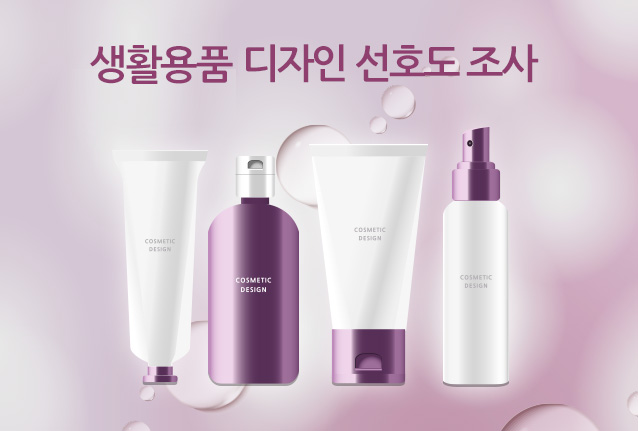 생활용품 디자인 선호도 조사
COSMETIC
DESIGN
COSMETIC
DESIGN
COSMETIC
DESIGN
COSMETIC
DESIGN